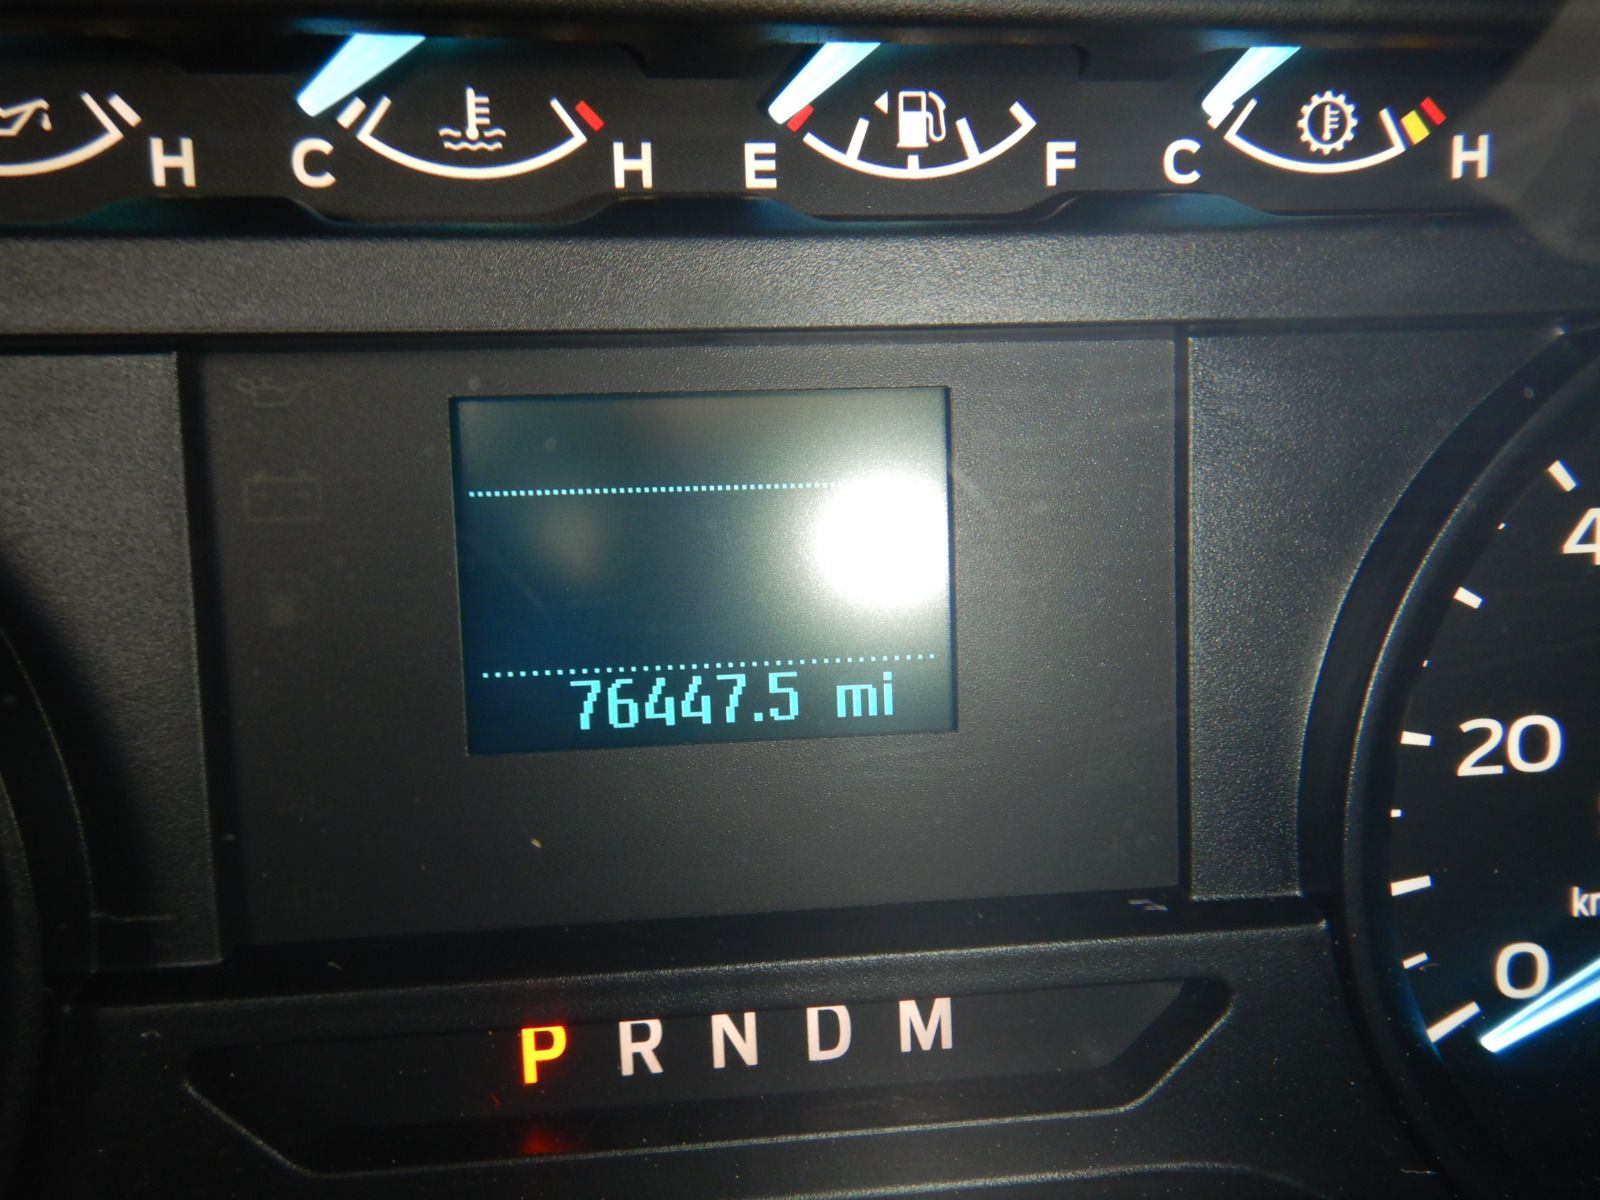 H C H E F C H
76447.5 mi
4
20
0
P R N D M